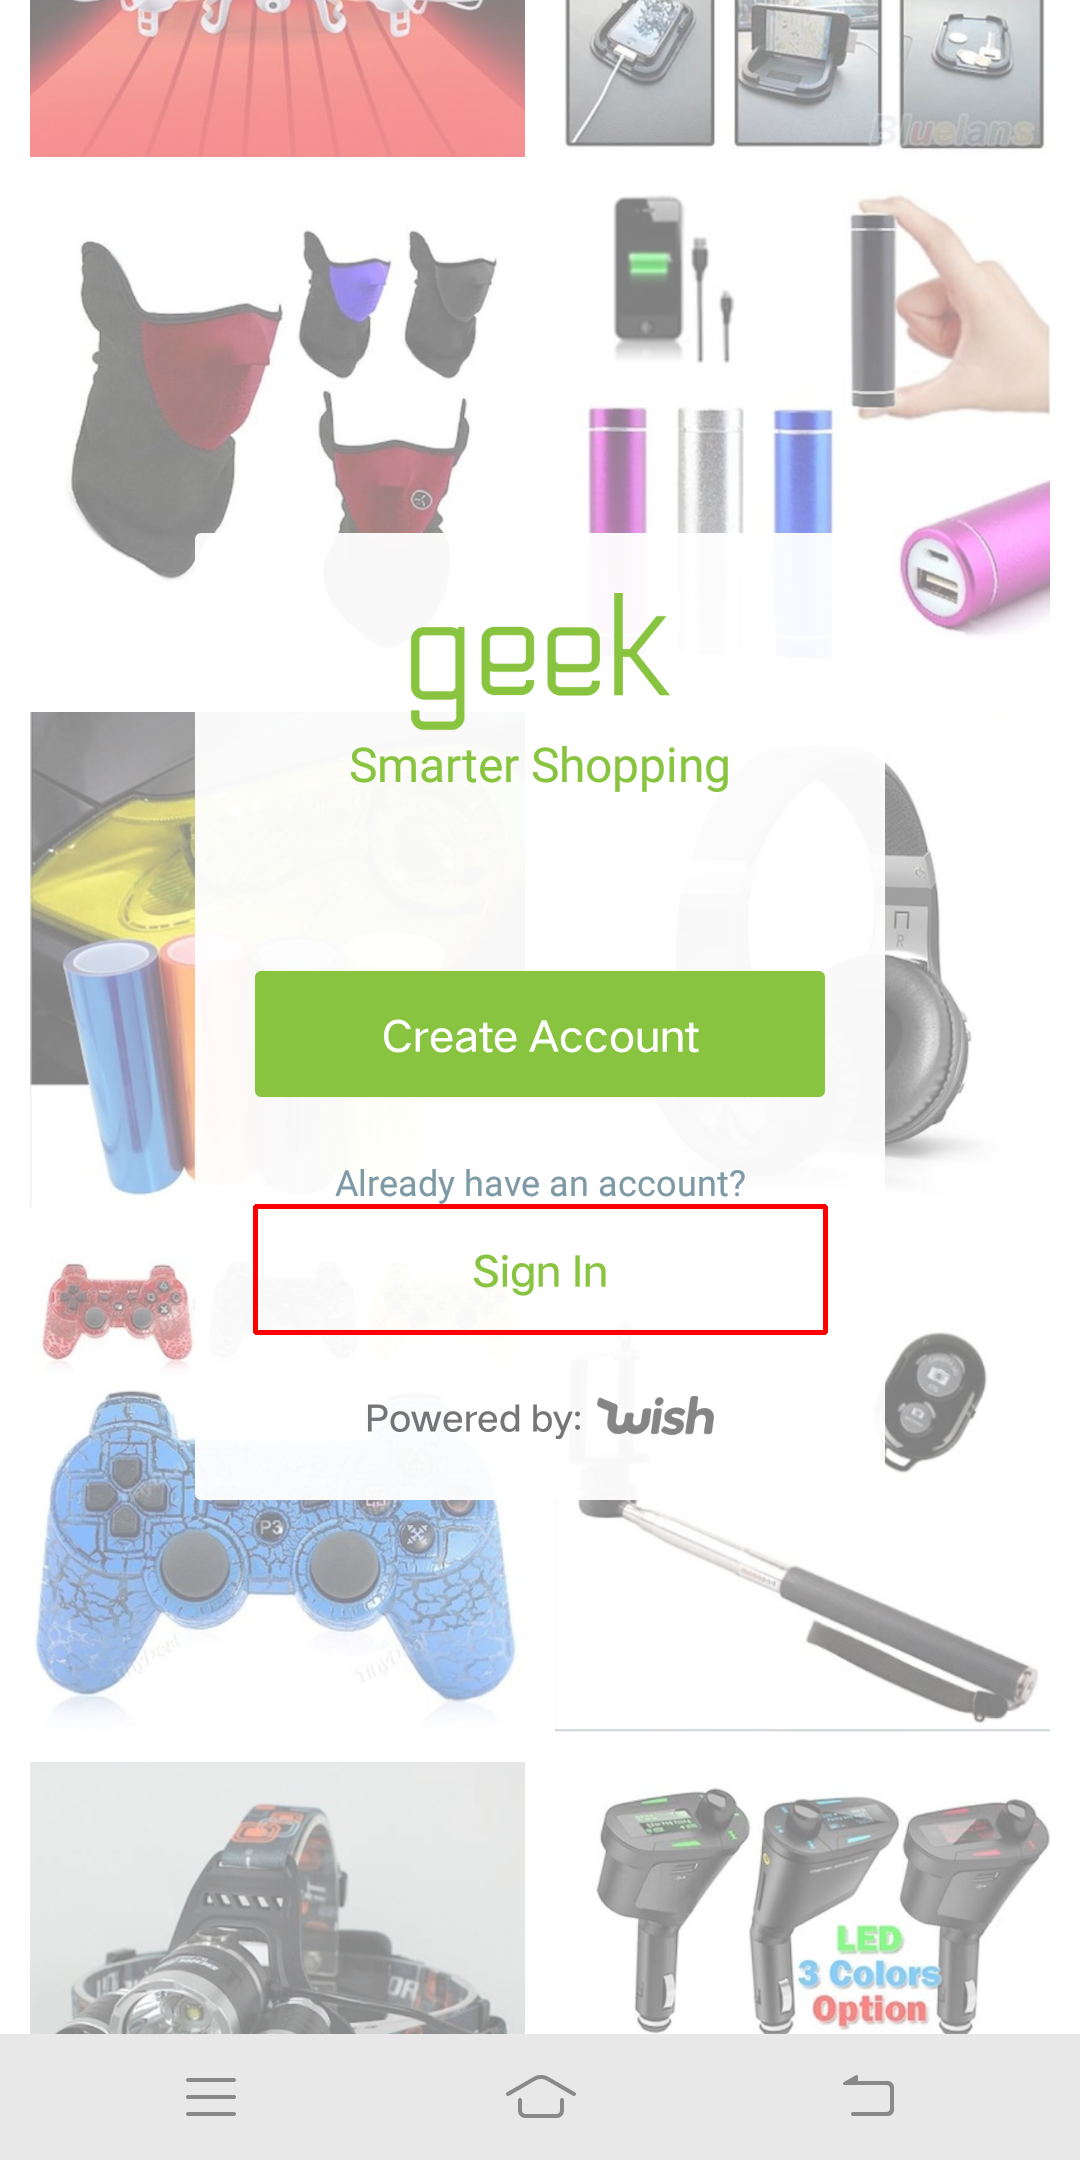 Bluelans
geek
Smarter Shopping
R
Create Account
Already have an account?
Sign In
Powered by: wish
P3
LED
3 Colors
Option